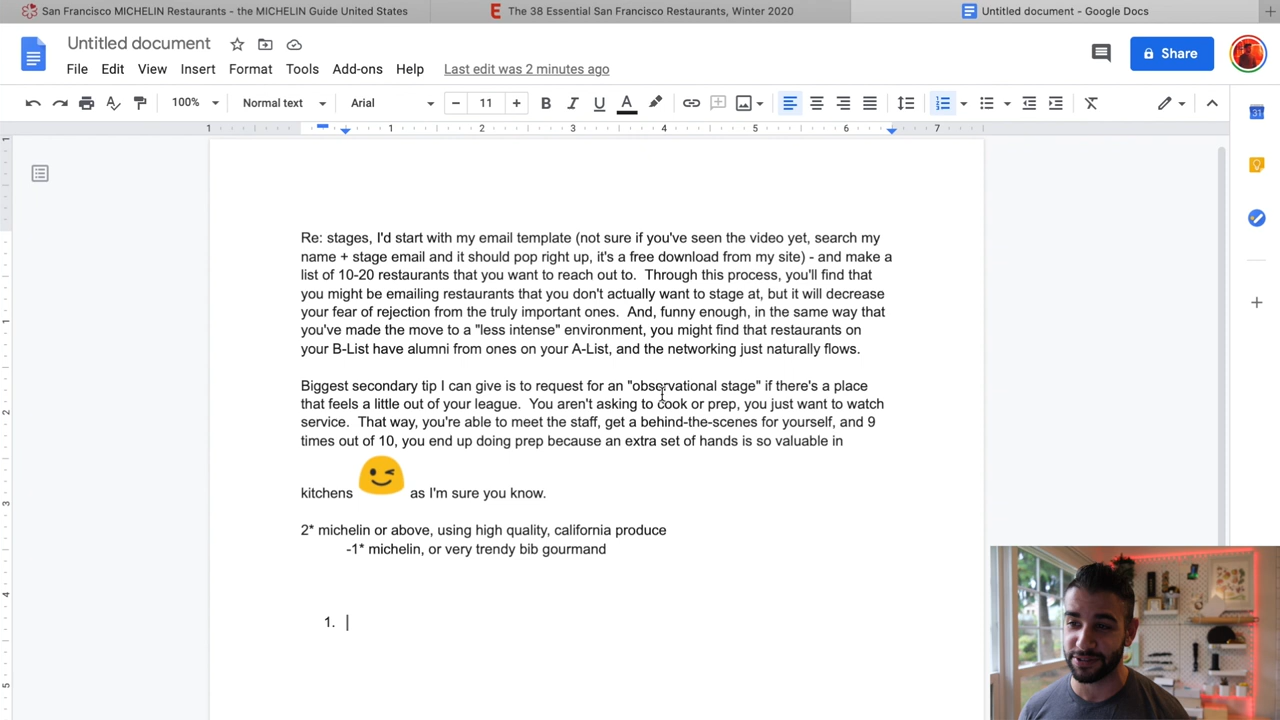 San Francisco MICHELIN Restaurants - the MICHELIN Guide United States
The 38 Essential San Francisco Restaurants, Winter 2020
Untitled document - Google Docs
Untitled document
File Edit View Insert Format Tools Add-ons Help Last edit was 2 minutes ago
Share
100% Normal text Arial 11
1 1 2 3 4 5 6 7
Re: stages, I'd start with my email template (not sure if you've seen the video yet, search my
name + stage email and it should pop right up, it's a free download from my site) - and make a
list of 10-20 restaurants that you want to reach out to. Through this process, you'll find that
you might be emailing restaurants that you don't actually want to stage at, but it will decrease
your fear of rejection from the truly important ones. And, funny enough, in the same way that
you've made the move to a "less intense" environment, you might find that restaurants on
your B-List have alumni from ones on your A-List, and the networking just naturally flows.
Biggest secondary tip I can give is to request for an "observational stage" if there's a place
that feels a little out of your league. You aren't asking to cook or prep, you just want to watch
service. That way, you're able to meet the staff, get a behind-the-scenes for yourself, and 9
times out of 10, you end up doing prep because an extra set of hands is so valuable in
kitchens 😉 as I'm sure you know.
2* michelin or above, using high quality, california produce
-1* michelin, or very trendy bib gourmand
1.